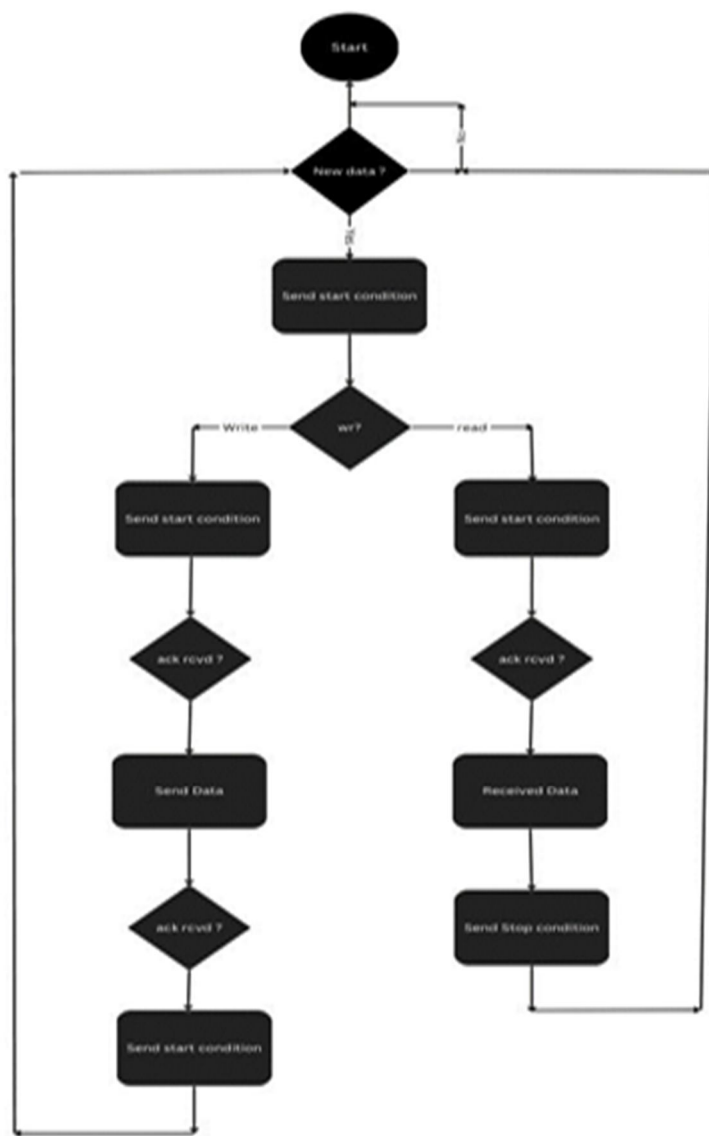 Start
New data ?
Send start condition
wr?
Write
read
Send start condition
Send start condition
ack rcvd ?
ack rcvd ?
Send Data
Received Data
ack rcvd ?
Send Stop condition
Send start condition